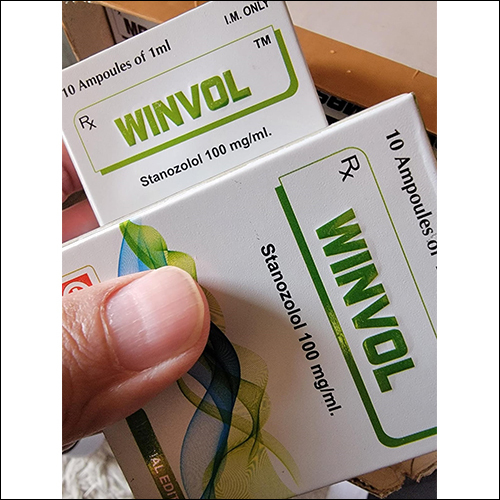 I.M. ONLY
10 Ampoules of 1ml
TM
Rx
WINVOL
Stanozolol 100 mg/ml.
10 Ampoules of
Rx
WINVOL
Stanozolol 100 mg/ml.